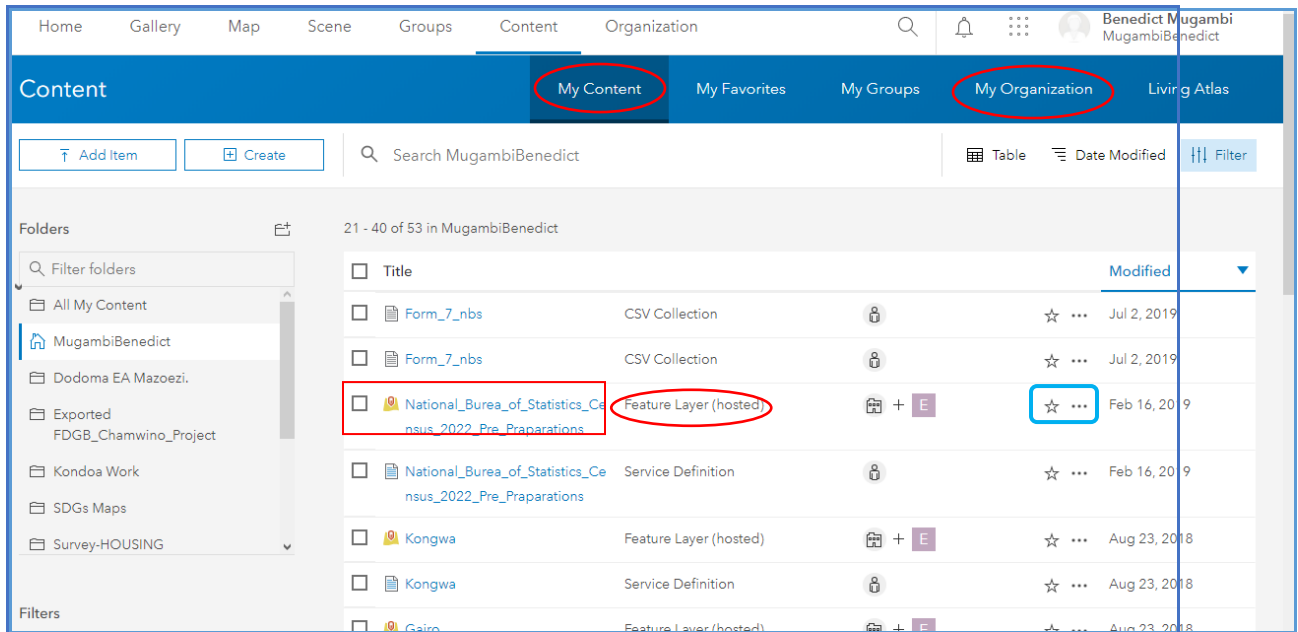 Home Gallery Map Scene Groups Content Organization Benedict Mugambi
MugambiBenedict
Content My Content My Favorites My Groups My Organization Living Atlas
Add Item Create Search MugambiBenedict Table Date Modified Filter
Folders 21 - 40 of 53 in MugambiBenedict
Filter folders Title Modified
All My Content Form_7_nbs CSV Collection Jul 2, 2019
MugambiBenedict
Form_7_nbs CSV Collection Jul 2, 2019
Dodoma EA Mazoezi.
National_Burea_of_Statistics_Ce Feature Layer (hosted) + E Feb 16, 2019
nsus_2022_Pre_Praparations
Exported
FDGB_Chamwino_Project
Kondoa Work National_Burea_of_Statistics_Ce Service Definition Feb 16, 2019
nsus_2022_Pre_Praparations
SDGs Maps
Survey-HOUSING Kongwa Feature Layer (hosted) + E Aug 23, 2018
Kongwa Service Definition Aug 23, 2018
Filters
Gairo Feature Layer (hosted) + E Aug 23, 2018